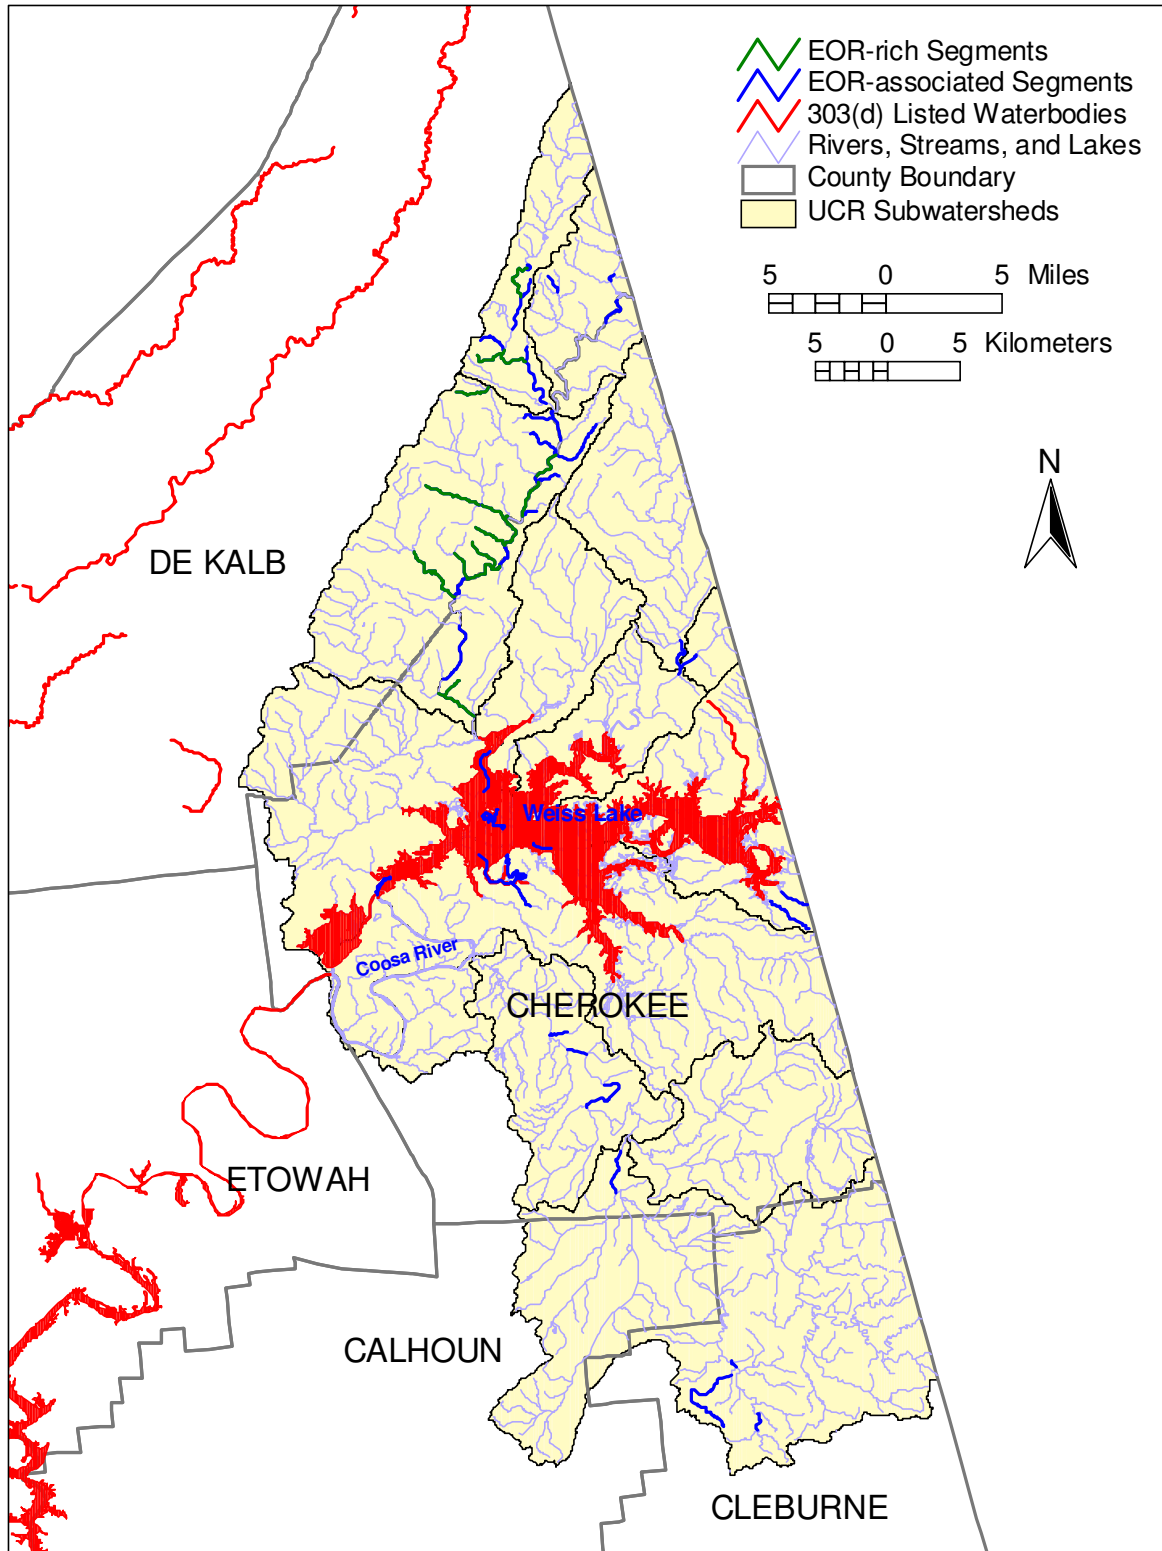 EOR-rich Segments
EOR-associated Segments
303(d) Listed Waterbodies
Rivers, Streams, and Lakes
County Boundary
UCR Subwatersheds
5 0 5 Miles
5 0 5 Kilometers
N
DE KALB
Weiss Lake
Coosa River
CHEROKEE
ETOWAH
CALHOUN
CLEBURNE